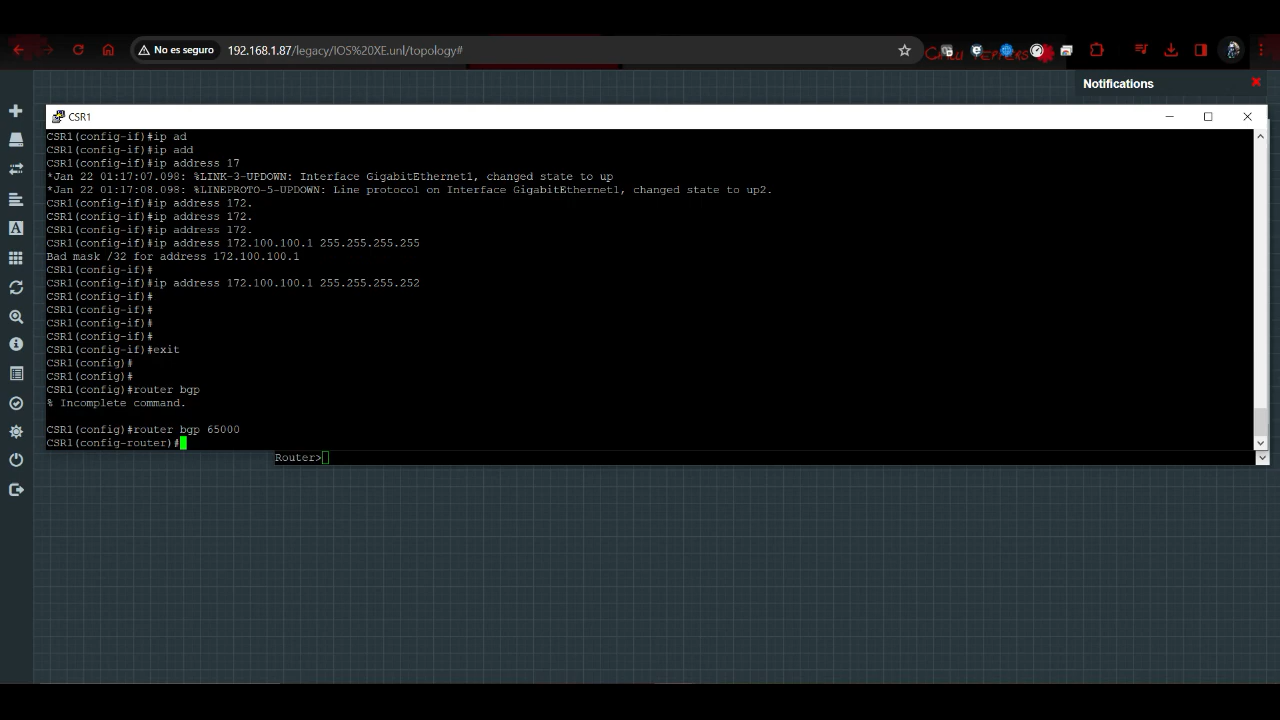 No es seguro
192.168.1.87/legacy/IOS%20XE.unl/topology#
Notifications
CSR1
CSR1(config-if)#ip ad
CSR1(config-if)#ip add
CSR1(config-if)#ip address 17
*Jan 22 01:17:07.098: %LINK-3-UPDOWN: Interface GigabitEthernet1, changed state to up
*Jan 22 01:17:08.098: %LINEPROTO-5-UPDOWN: Line protocol on Interface GigabitEthernet1, changed state to up2.
CSR1(config-if)#ip address 172.
CSR1(config-if)#ip address 172.
CSR1(config-if)#ip address 172.
CSR1(config-if)#ip address 172.100.100.1 255.255.255.255
Bad mask /32 for address 172.100.100.1
CSR1(config-if)#
CSR1(config-if)#ip address 172.100.100.1 255.255.255.252
CSR1(config-if)#
CSR1(config-if)#
CSR1(config-if)#
CSR1(config-if)#
CSR1(config-if)#exit
CSR1(config)#
CSR1(config)#
CSR1(config)#router bgp
% Incomplete command.
CSR1(config)#router bgp 65000
CSR1(config-router)#
Router>